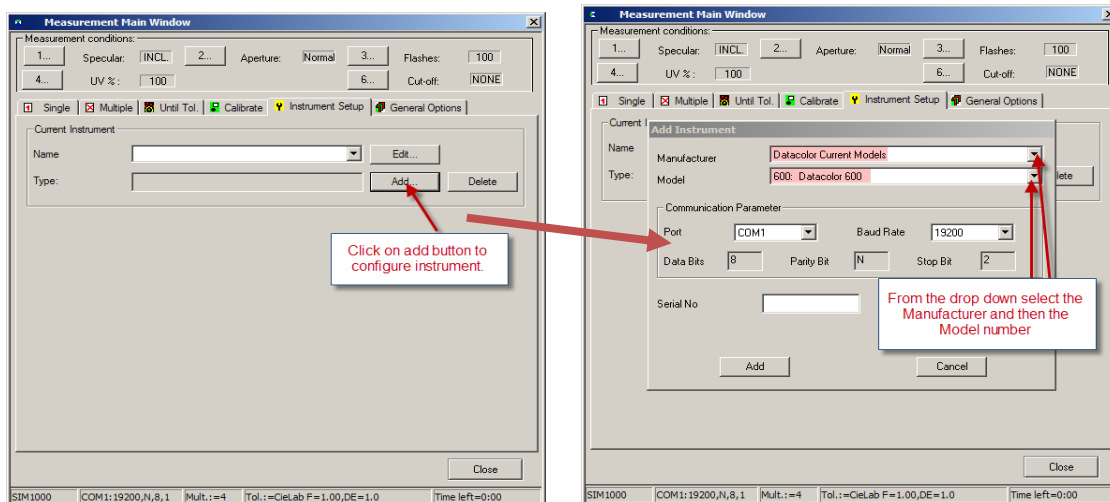 Measurement Main Window
Measurement conditions:
1... Specular: INCL. 2... Aperture: Normal 3... Flashes: 100
4... UV % : 100 6... Cut-off: NONE
Single Multiple Until Tol. Calibrate Instrument Setup General Options
Current Instrument
Name Edit...
Type: Add... Delete
Click on add button to
configure instrument.
Close
SIM1000 COM1:19200,N,8,1 Mult.:=4 Tol.:=CieLab F=1.00,DE=1.0 Time left=0:00
Measurement Main Window
Measurement conditions:
1... Specular: INCL. 2... Aperture: Normal 3... Flashes: 100
4... UV % : 100 6... Cut-off: NONE
Single Multiple Until Tol. Calibrate Instrument Setup General Options
Current I
Name
Type: lete
Add Instrument
Manufacturer Datacolor Current Models
Model 600: Datacolor 600
Communication Parameter
Port COM1 Baud Rate 19200
Data Bits 8 Parity Bit N Stop Bit 2
Serial No
From the drop down select the
Manufacturer and then the
Model number
Add Cancel
Close
SIM1000 COM1:19200,N,8,1 Mult.:=4 Tol.:=CieLab F=1.00,DE=1.0 Time left=0:00